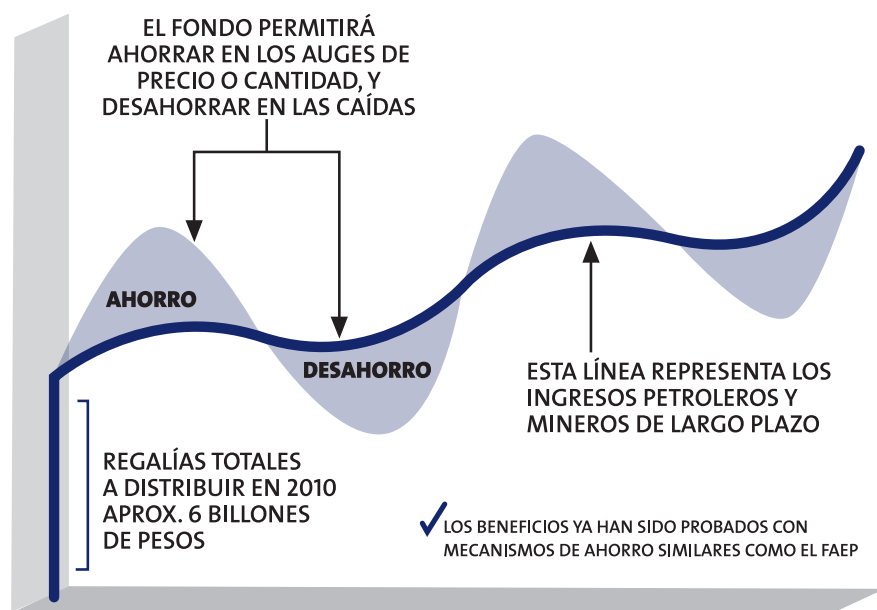 EL FONDO PERMITIRÁ
AHORRAR EN LOS AUGES DE
PRECIO O CANTIDAD, Y
DESAHORRAR EN LAS CAÍDAS
AHORRO
DESAHORRO
ESTA LÍNEA REPRESENTA LOS
INGRESOS PETROLEROS Y
MINEROS DE LARGO PLAZO
REGALÍAS TOTALES
A DISTRIBUIR EN 2010
APROX. 6 BILLONES
DE PESOS
LOS BENEFICIOS YA HAN SIDO PROBADOS CON
MECANISMOS DE AHORRO SIMILARES COMO EL FAEP